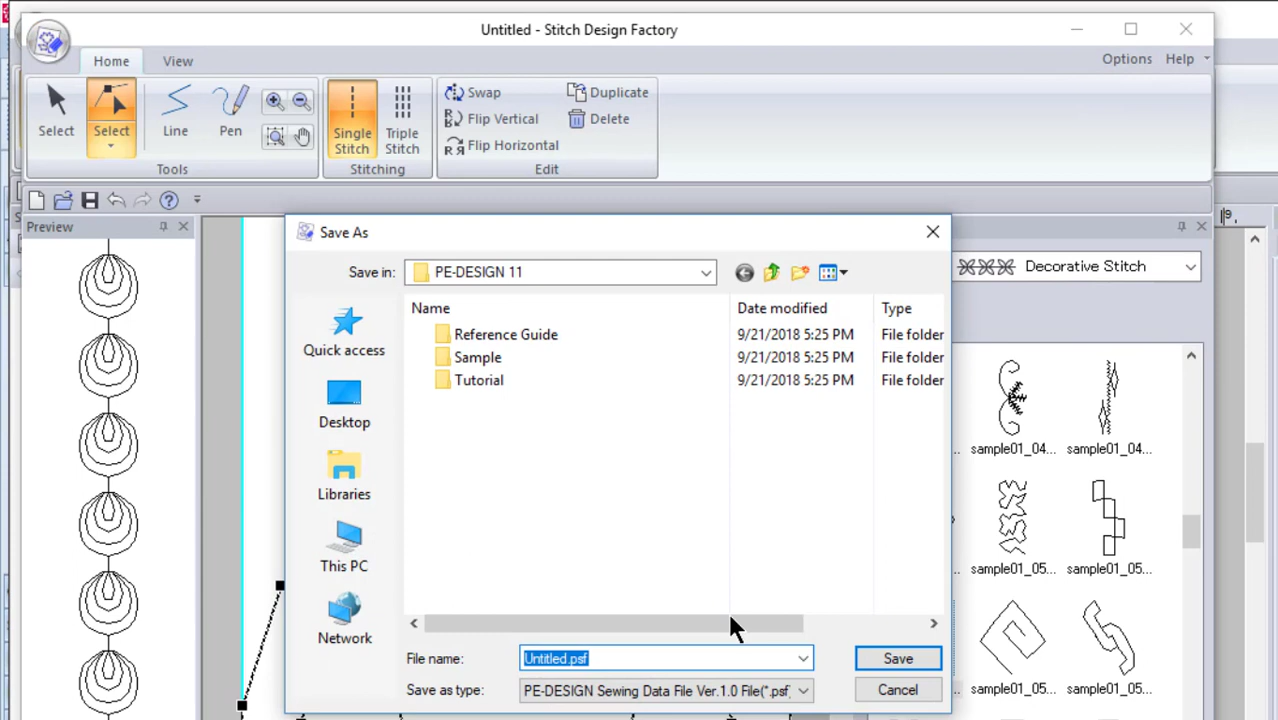 Untitled - Stitch Design Factory
Home View Options Help
Select Select Line Pen
Single Stitch Triple Stitch
Swap Duplicate
Flip Vertical Delete
Flip Horizontal
Tools Stitching Edit
Preview
Save As
Save in: PE-DESIGN 11
Decorative Stitch
Name Date modified Type
Reference Guide 9/21/2018 5:25 PM File folder
Sample 9/21/2018 5:25 PM File folder
Tutorial 9/21/2018 5:25 PM File folder
Quick access
Desktop
Libraries
This PC
Network
sample01_04... sample01_04...
sample01_05... sample01_05...
sample01_05... sample01_05...
File name: Untitled.psf Save
Save as type: PE-DESIGN Sewing Data File Ver.1.0 File(*.psf) Cancel